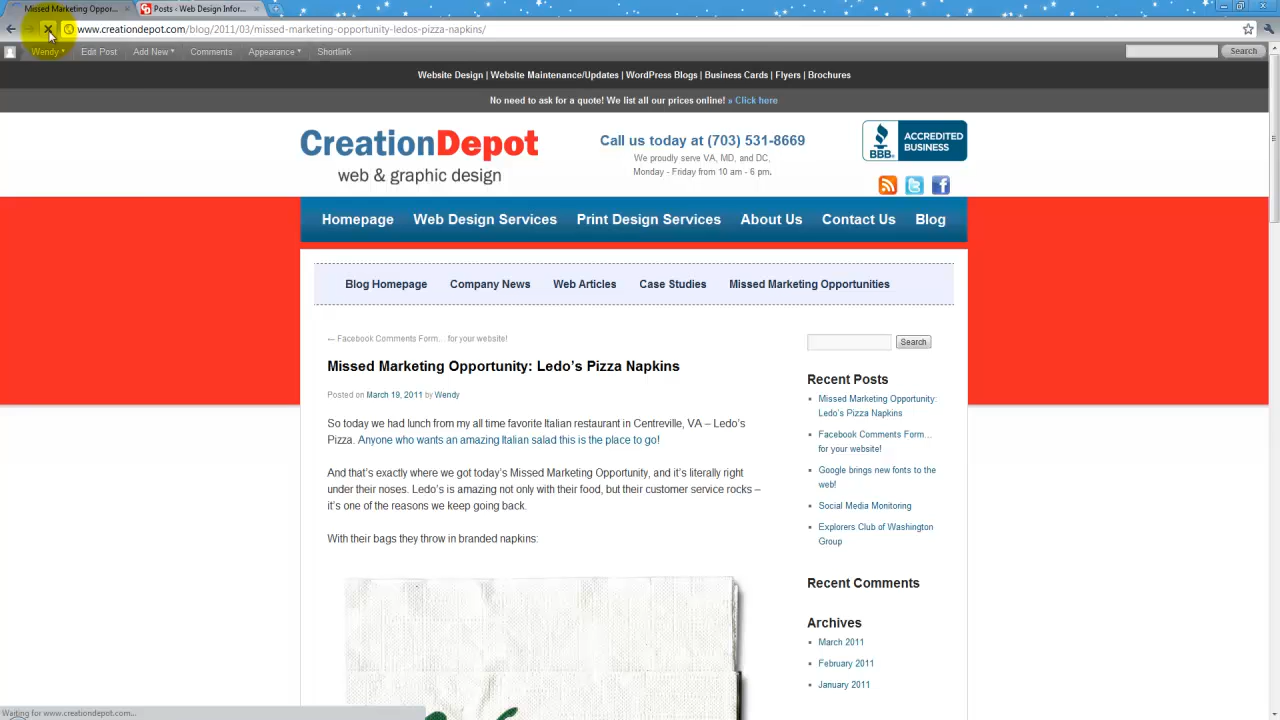 Missed Marketing Oppor...
Posts ‹ Web Design Infor...
www.creationdepot.com/blog/2011/03/missed-marketing-opportunity-ledos-pizza-napkins/
Wendy
Edit Post
Add New
Comments
Appearance
Shortlink
Search
Website Design | Website Maintenance/Updates | WordPress Blogs | Business Cards | Flyers | Brochures
No need to ask for a quote! We list all our prices online! » Click here
CreationDepot
web & graphic design
Call us today at (703) 531-8669
We proudly serve VA, MD, and DC,
Monday - Friday from 10 am - 6 pm.
BBB.
ACCREDITED
BUSINESS
Homepage
Web Design Services
Print Design Services
About Us
Contact Us
Blog
Blog Homepage
Company News
Web Articles
Case Studies
Missed Marketing Opportunities
← Facebook Comments Form... for your website!
Missed Marketing Opportunity: Ledo's Pizza Napkins
Posted on March 19, 2011 by Wendy
So today we had lunch from my all time favorite Italian restaurant in Centreville, VA – Ledo's
Pizza. Anyone who wants an amazing Italian salad this is the place to go!
And that's exactly where we got today's Missed Marketing Opportunity, and it's literally right
under their noses. Ledo's is amazing not only with their food, but their customer service rocks –
it's one of the reasons we keep going back.
With their bags they throw in branded napkins:
Search
Recent Posts
Missed Marketing Opportunity:
Ledo's Pizza Napkins
Facebook Comments Form...
for your website!
Google brings new fonts to the
web!
Social Media Monitoring
Explorers Club of Washington
Group
Recent Comments
Archives
March 2011
February 2011
January 2011
Waiting for www.creationdepot.com...